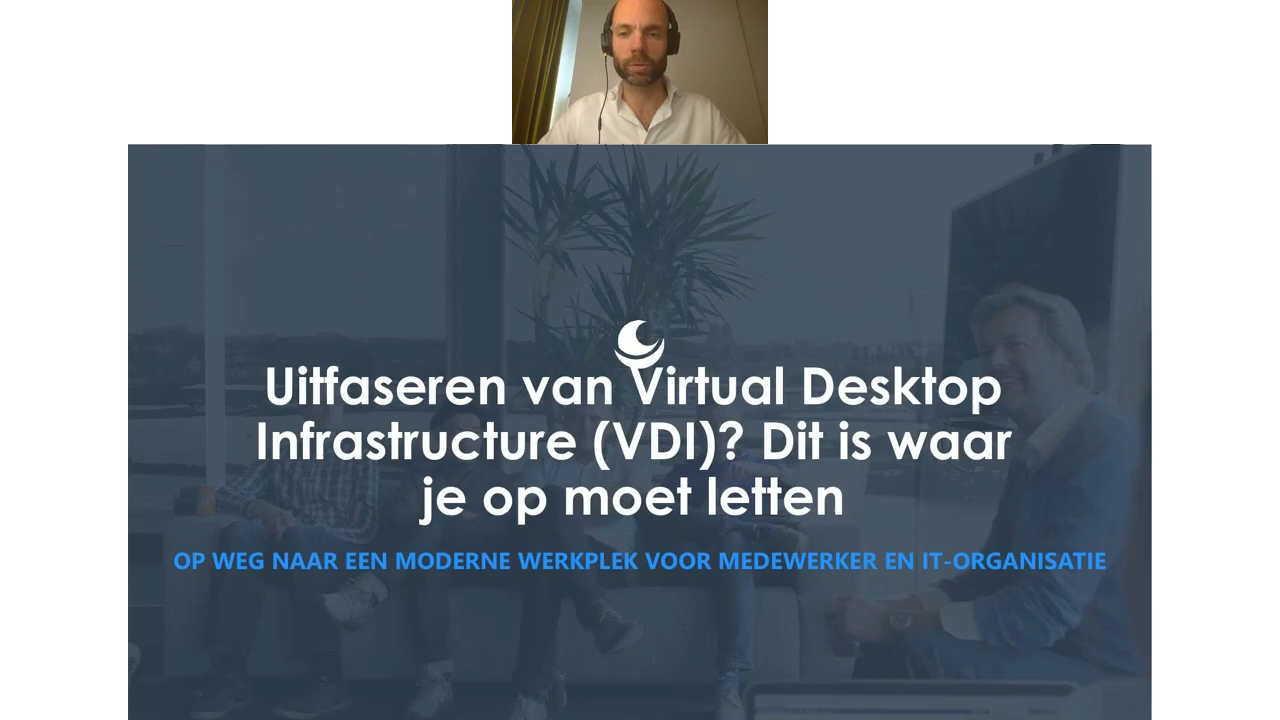 Uitfaseren van Virtual Desktop
Infrastructure (VDI)? Dit is waar
je op moet letten
OP WEG NAAR EEN MODERNE WERKPLEK VOOR MEDEWERKER EN IT-ORGANISATIE